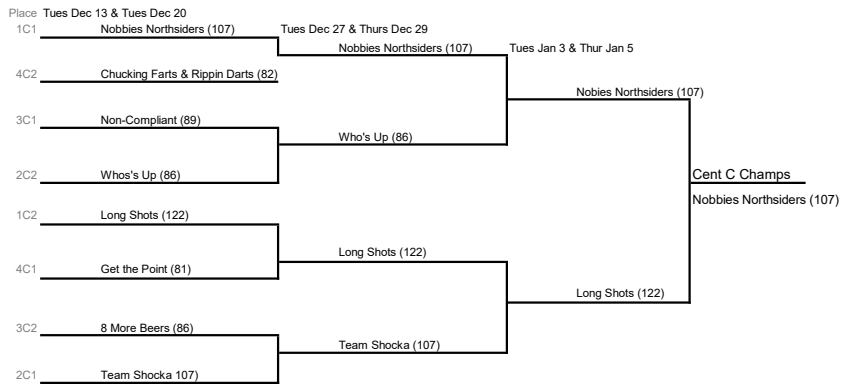 Place Tues Dec 13 & Tues Dec 20
1C1 Nobbies Northsiders (107) Tues Dec 27 & Thurs Dec 29
Nobbies Northsiders (107) Tues Jan 3 & Thur Jan 5
4C2 Chucking Farts & Rippin Darts (82)
Nobies Northsiders (107)
3C1 Non-Compliant (89)
Who's Up (86)
2C2 Whos's Up (86)
Cent C Champs
Nobbies Northsiders (107)
1C2 Long Shots (122)
Long Shots (122)
4C1 Get the Point (81)
Long Shots (122)
3C2 8 More Beers (86)
Team Shocka (107)
2C1 Team Shocka 107)